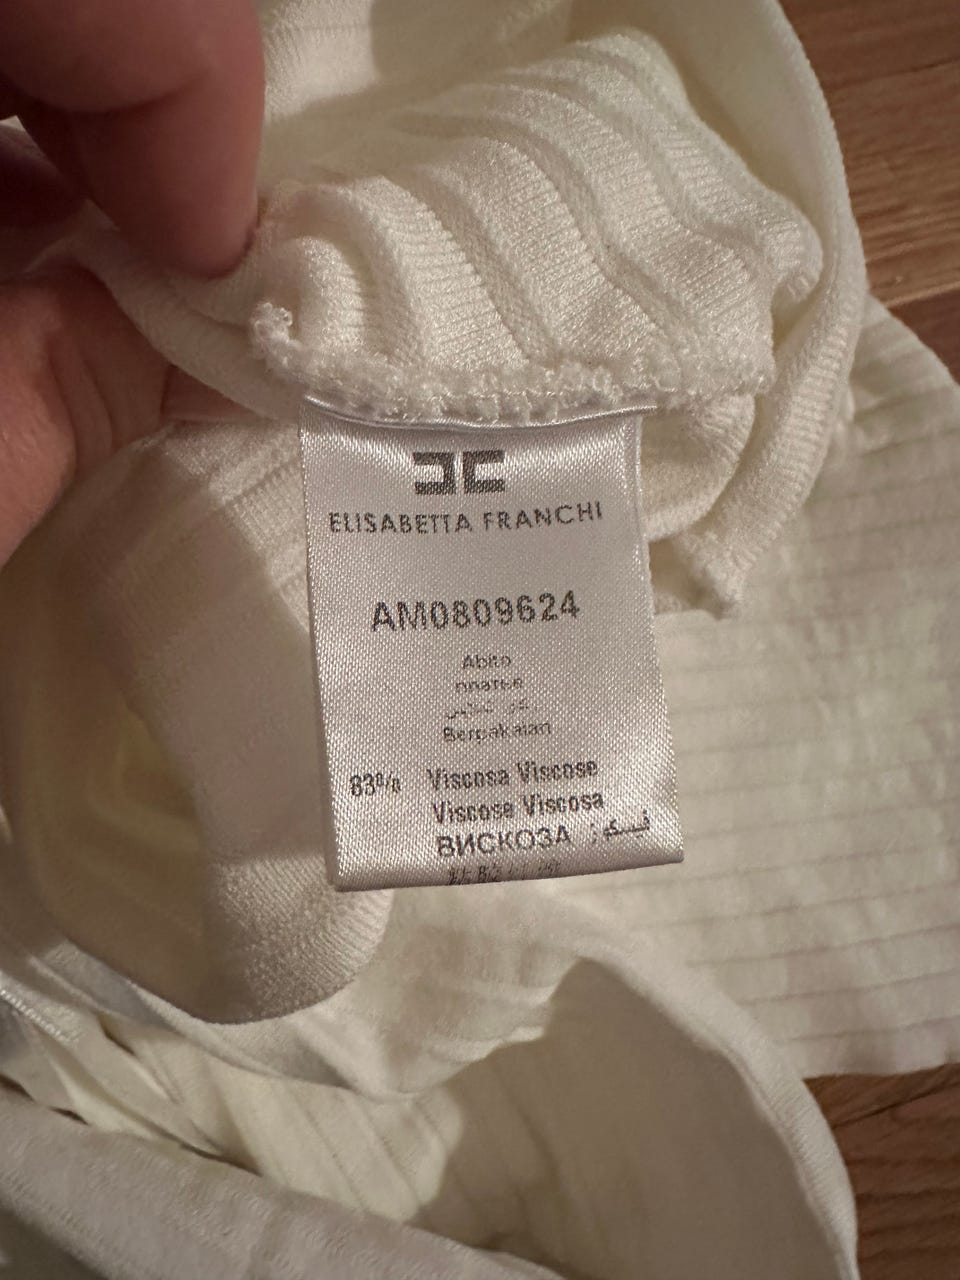 ELISABETTA FRANCHI
AM0809624
Abito
платье
Berpakaian
83% Viscosa Viscose
Viscose Viscosa
ВИСКОЗА